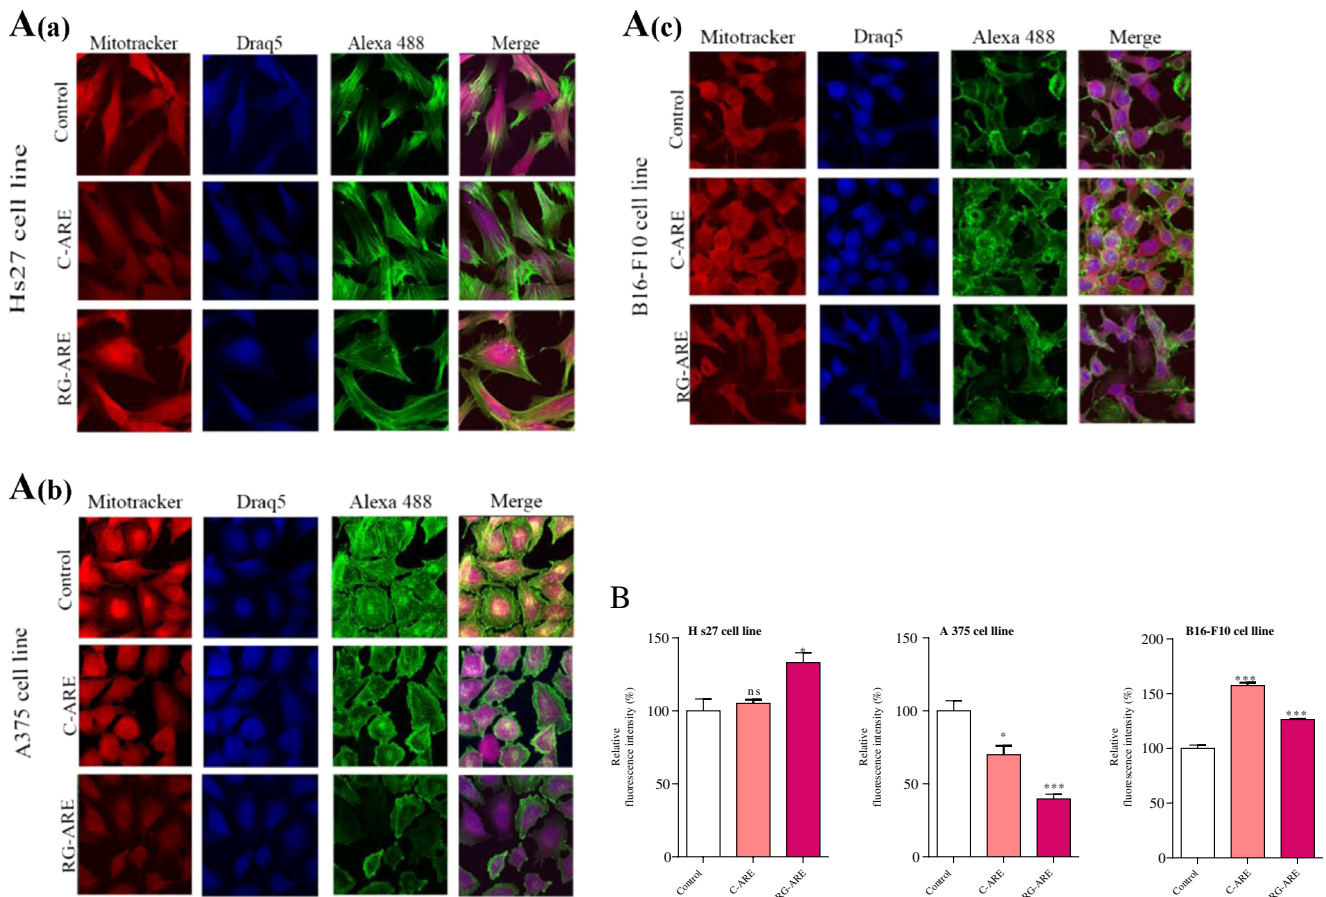 A(a)
Mitotracker Draq5 Alexa 488 Merge
Hs27 cell line
Control
C-ARE
RG-ARE
A(c)
Mitotracker Draq5 Alexa 488 Merge
B16-F10 cell line
Control
C-ARE
RG-ARE
A(b)
Mitotracker Draq5 Alexa 488 Merge
A375 cell line
Control
C-ARE
RG-ARE
B
H s27 cell line
Relative
fluorescence intensity (%)
150
100
50
0
ns
*
Control C-ARE RG-ARE
A 375 cel lline
Relative
fluorescence intensity (%)
150
100
50
0
*
***
Control C-ARE RG-ARE
B16-F10 cel lline
Relative
fluorescence intensity (%)
200
150
100
50
0
***
***
Control C-ARE RG-ARE